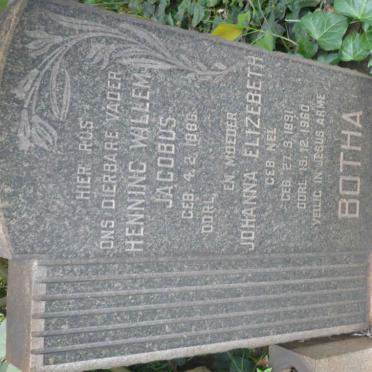 HIER RUS
ONS DIERBARE VADER
HENNING WILLEM
JACOBUS
GEB. 4.2.1886.
OORL.
EN MOEDER
JOHANNA ELIZEBETH
GEB. NEL
GEB. 27.9.1891.
OORL. 19.12.1960.
VEILIG IN JESUS ARME
BOTHA